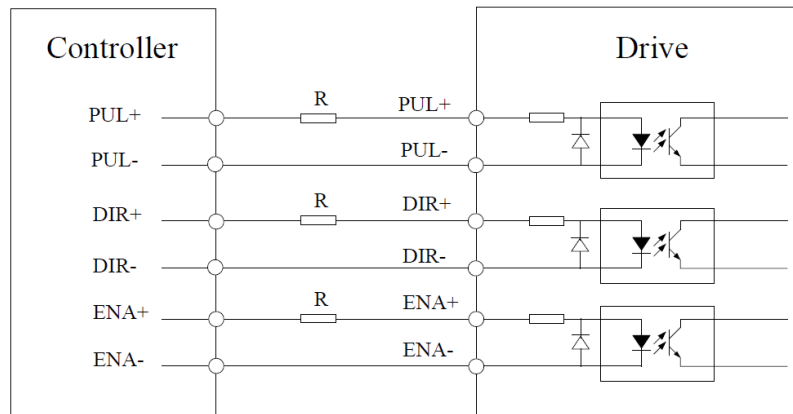 Controller
Drive
PUL+
R
PUL+
PUL-
PUL-
DIR+
R
DIR+
DIR-
DIR-
ENA+
R
ENA+
ENA-
ENA-